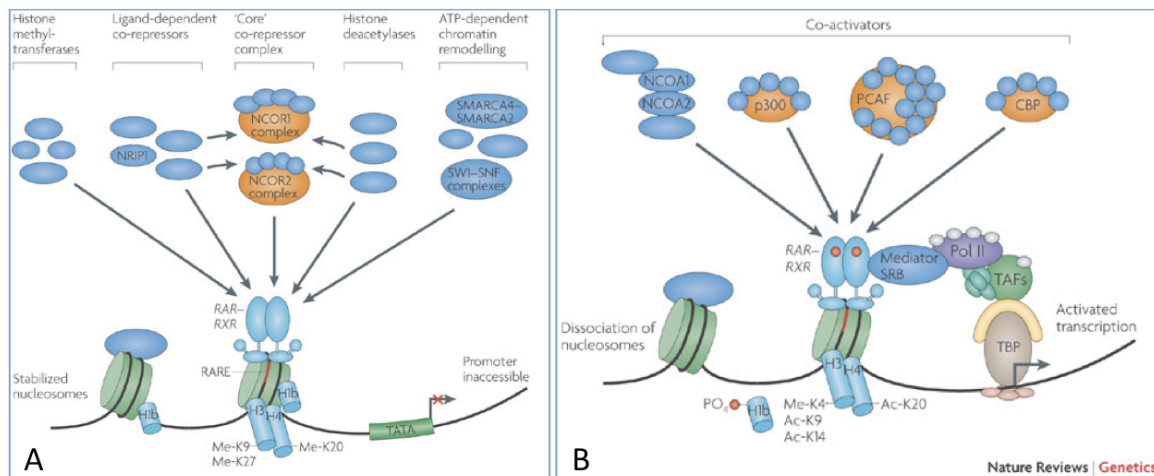 Histone
methyl-
transferases
Ligand-dependent
co-repressors
'Core'
co-repressor
complex
Histone
deacetylases
ATP-dependent
chromatin
remodelling
NRIP1
NCOR1
complex
NCOR2
complex
SMARCA4–
SMARCA2
SWI–SNF
complexes
RAR–
RXR
Stabilized
nucleosomes
RARE
H1b
H1b
H3
H4
Me-K9
Me-K27
Me-K20
TATA
Promoter
inaccessible
A
Co-activators
NCOA1
NCOA2
p300
PCAF
CBP
RAR–
RXR
Mediator
SRB
Pol II
TAFs
TBP
Activated
transcription
Dissociation of
nucleosomes
H3
H4
PO4
H1b
Me-K4
Ac-K9
Ac-K14
Ac-K20
B
Nature Reviews | Genetics